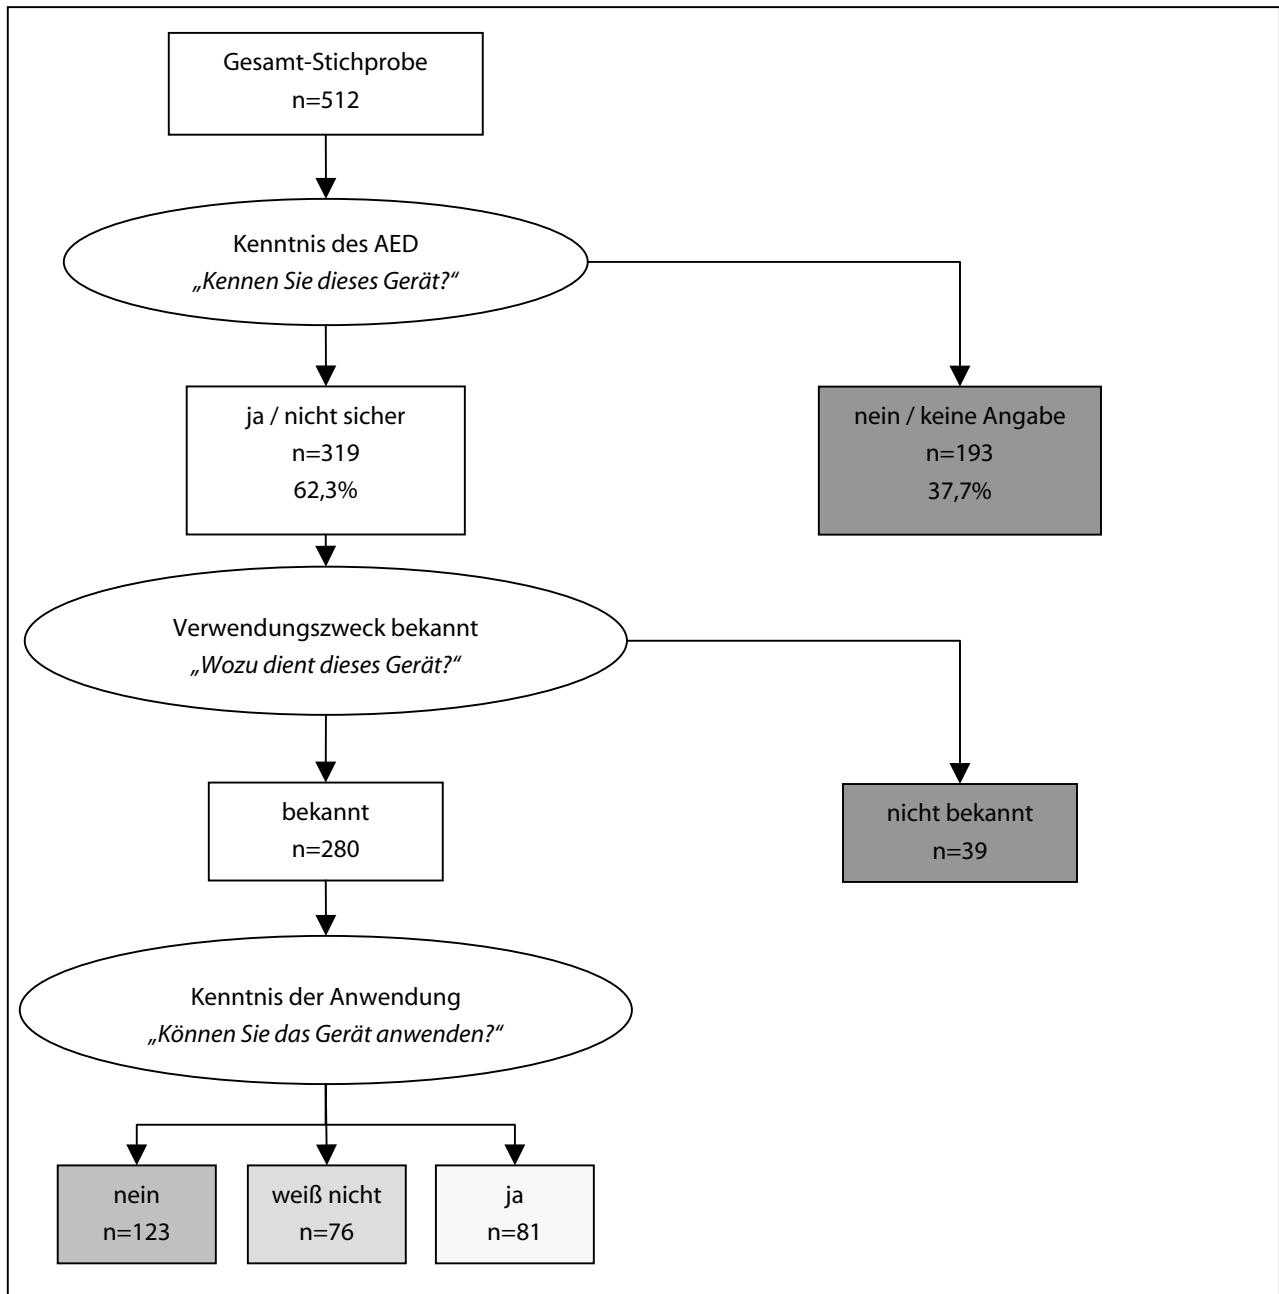 Gesamt-Stichprobe
n=512
Kenntnis des AED
„Kennen Sie dieses Gerät?“
ja / nicht sicher
n=319
62,3%
nein / keine Angabe
n=193
37,7%
Verwendungszweck bekannt
„Wozu dient dieses Gerät?“
bekannt
n=280
nicht bekannt
n=39
Kenntnis der Anwendung
„Können Sie das Gerät anwenden?“
nein
n=123
weiß nicht
n=76
ja
n=81